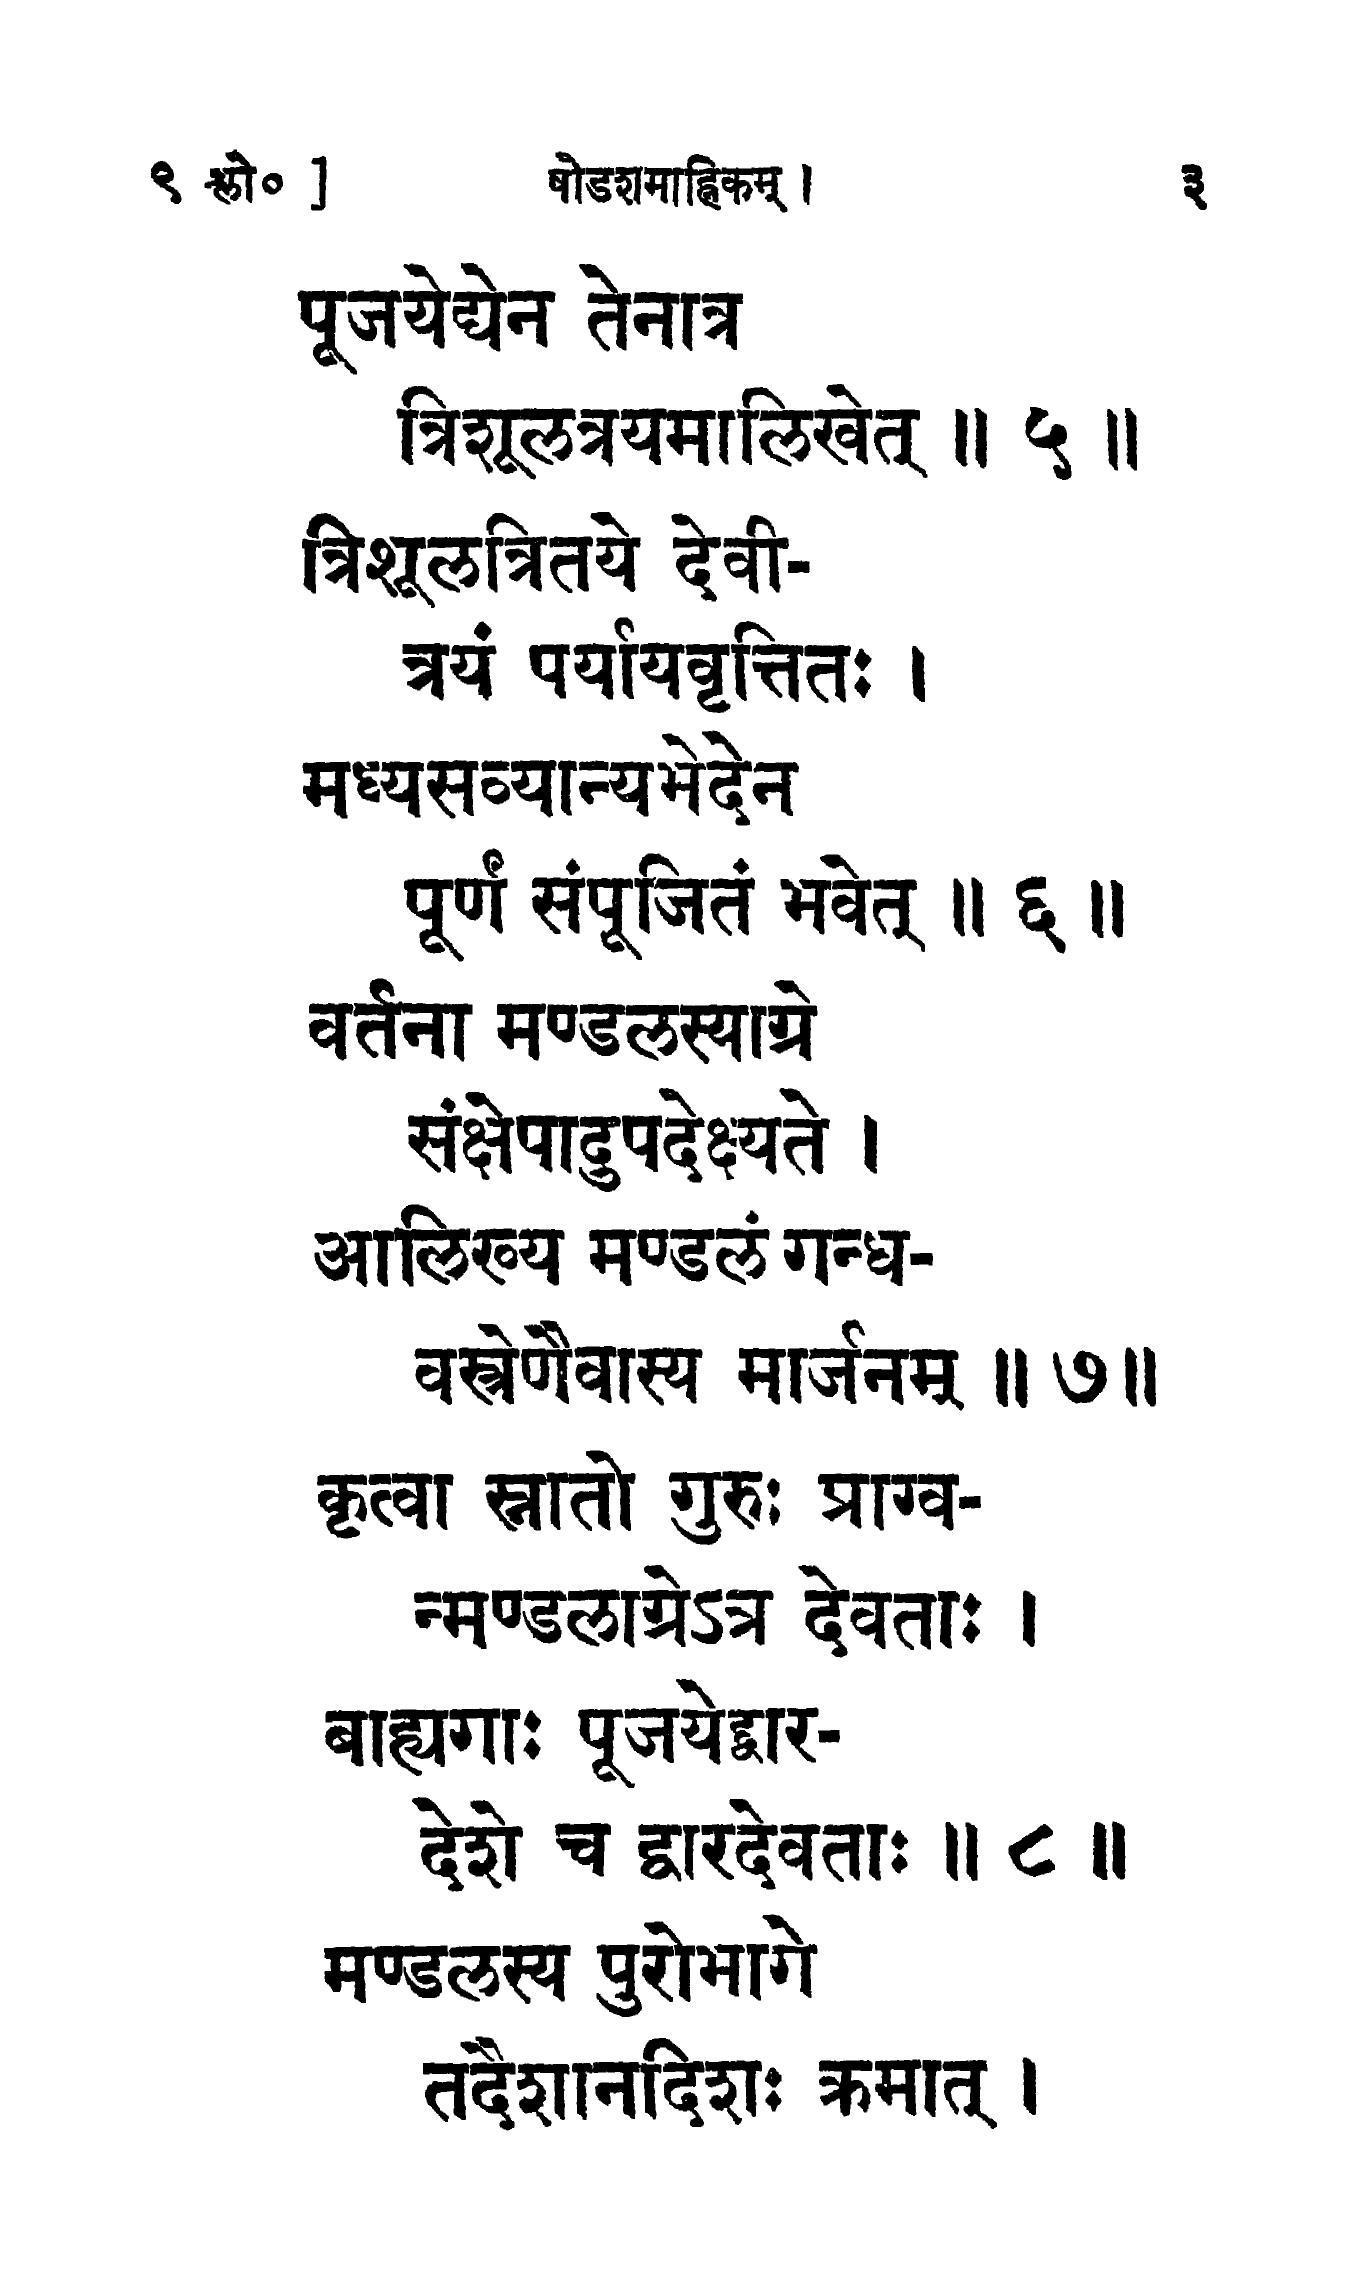 ९ श्लो० ] षोडशमाह्निकम् । ३
पूजयेद्येन तेनात्र
त्रिशूलत्रयमालिखेत् ॥ ५ ॥
त्रिशूलत्रितये देवी-
त्रयं पर्यायवृत्तितः ।
मध्यसव्यान्यभेदेन
पूर्णं संपूजितं भवेत् ॥ ६ ॥
वर्तना मण्डलस्याग्रे
संक्षेपादुपदेक्ष्यते ।
आलिख्य मण्डलं गन्ध-
वस्त्रेणैवास्य मार्जनम् ॥ ७॥
कृत्वा स्नातो गुरुः प्राग्व-
न्मण्डलाग्रेऽत्र देवताः ।
बाह्यगाः पूजयेद्द्वार-
देशे च द्वारदेवताः ॥ ८ ॥
मण्डलस्य पुरोभागे
तदैशानदिशः क्रमात् ।